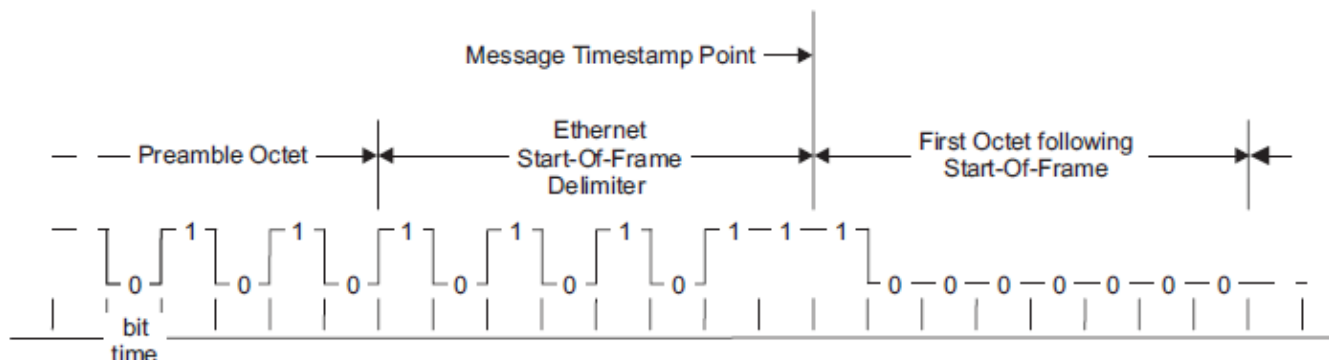 Message Timestamp Point
Preamble Octet
Ethernet
Start-Of-Frame
Delimiter
First Octet following
Start-Of-Frame
0 1 0 1 0 1 0 1 0 1 0 1 1 1 0 0 0 0 0 0 0
bit
time